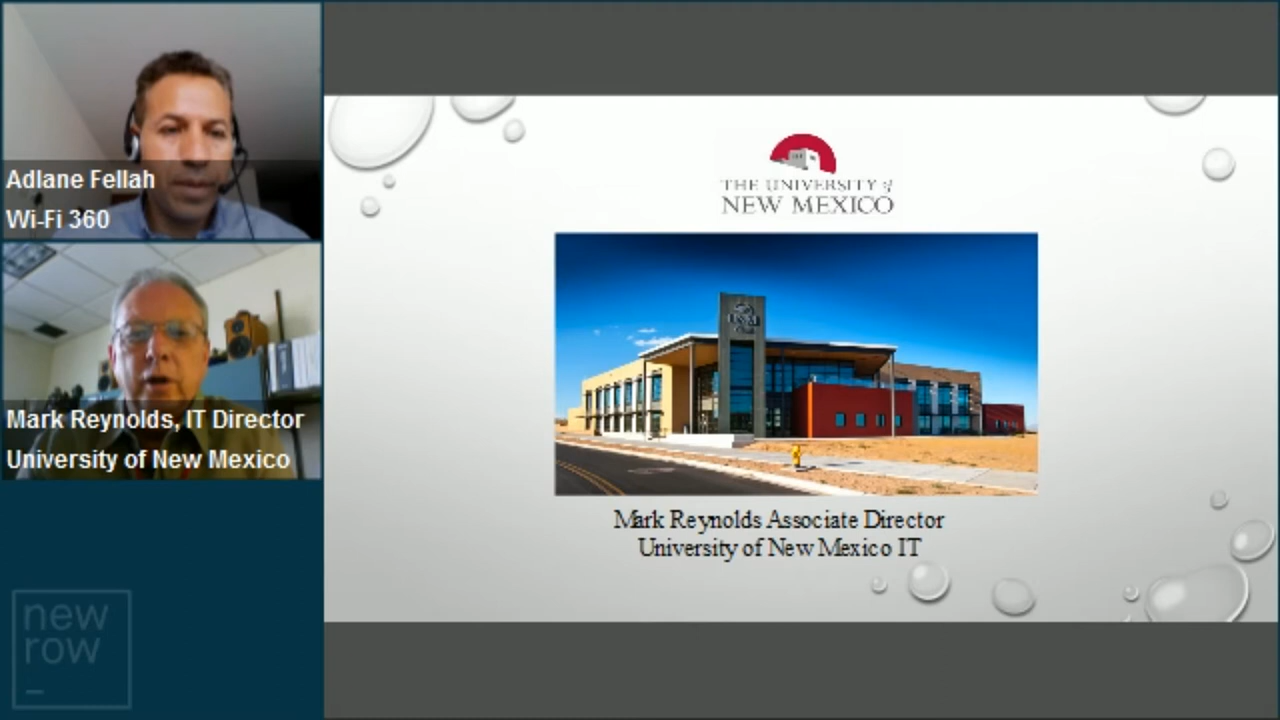 Adlane Fellah
Wi-Fi 360
Mark Reynolds, IT Director
University of New Mexico
new
row
THE UNIVERSITY of
NEW MEXICO
UNM
Mark Reynolds Associate Director
University of New Mexico IT